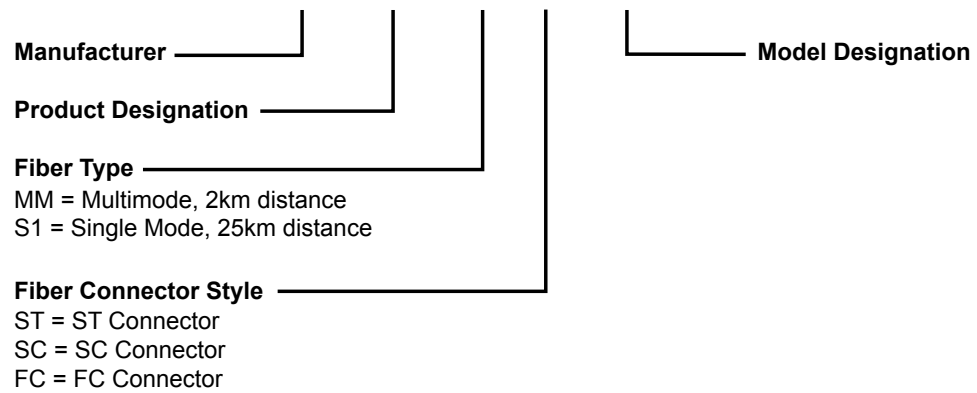 Manufacturer
Model Designation
Product Designation
Fiber Type
MM = Multimode, 2km distance
S1 = Single Mode, 25km distance
Fiber Connector Style
ST = ST Connector
SC = SC Connector
FC = FC Connector